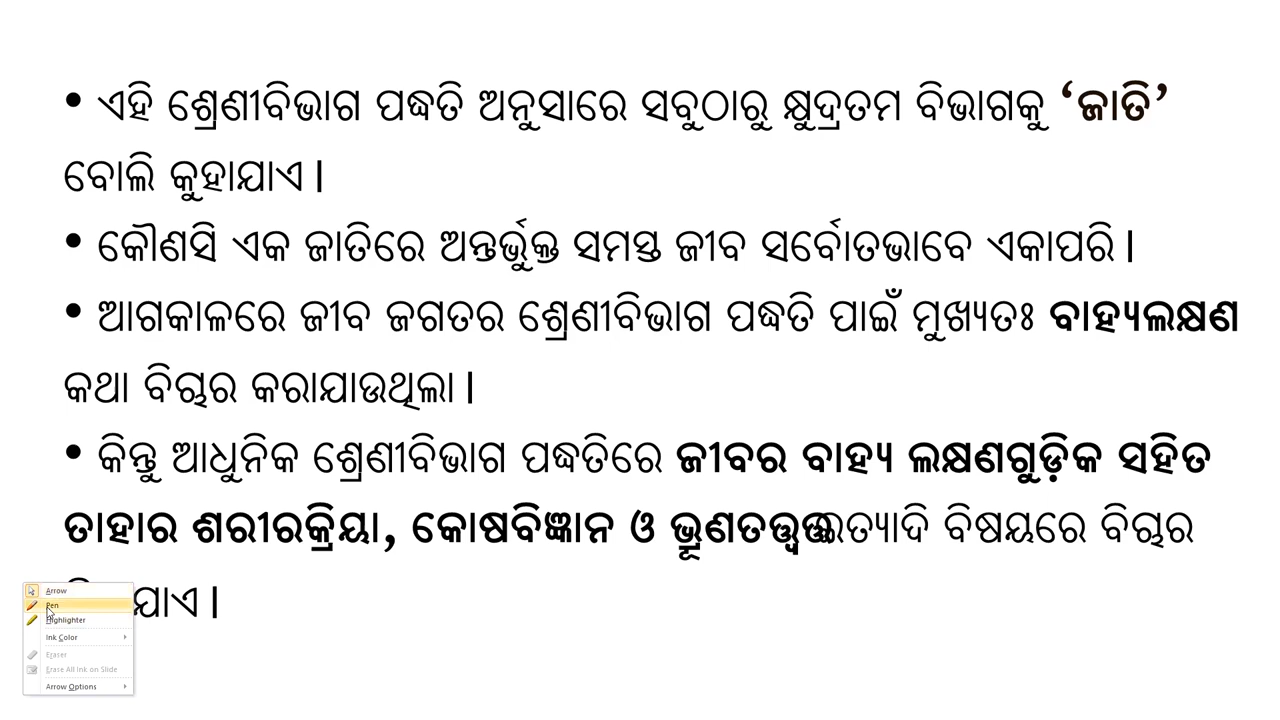 • ଏହି ଶ୍ରେଣୀବିଭାଗ ପଦ୍ଧତି ଅନୁସାରେ ସବୁଠାରୁ କ୍ଷୁଦ୍ରତମ ବିଭାଗକୁ ‘ଜାତି’
ବୋଲି କୁହାଯାଏ ।
• କୌଣସି ଏକ ଜାତିରେ ଅନ୍ତର୍ଭୁକ୍ତ ସମସ୍ତ ଜୀବ ସର୍ବୋତଭାବେ ଏକାପରି ।
• ଆଗକାଳରେ ଜୀବ ଜଗତର ଶ୍ରେଣୀବିଭାଗ ପଦ୍ଧତି ପାଇଁ ମୁଖ୍ୟତଃ ବାହ୍ୟଲକ୍ଷଣ
କଥା ବିଚାର କରାଯାଉଥିଲା ।
• କିନ୍ତୁ ଆଧୁନିକ ଶ୍ରେଣୀବିଭାଗ ପଦ୍ଧତିରେ ଜୀବର ବାହ୍ୟ ଲକ୍ଷଣଗୁଡ଼ିକ ସହିତ
ତାହାର ଶରୀରକ୍ରିୟା, କୋଷବିଜ୍ଞାନ ଓ ଭ୍ରୂଣତତ୍ତ୍ୱ ଇତ୍ୟାଦି ବିଷୟରେ ବିଚାର
ଯାଏ ।
Arrow
Pen
Highlighter
Ink Color
Eraser
Erase All Ink on Slide
Arrow Options